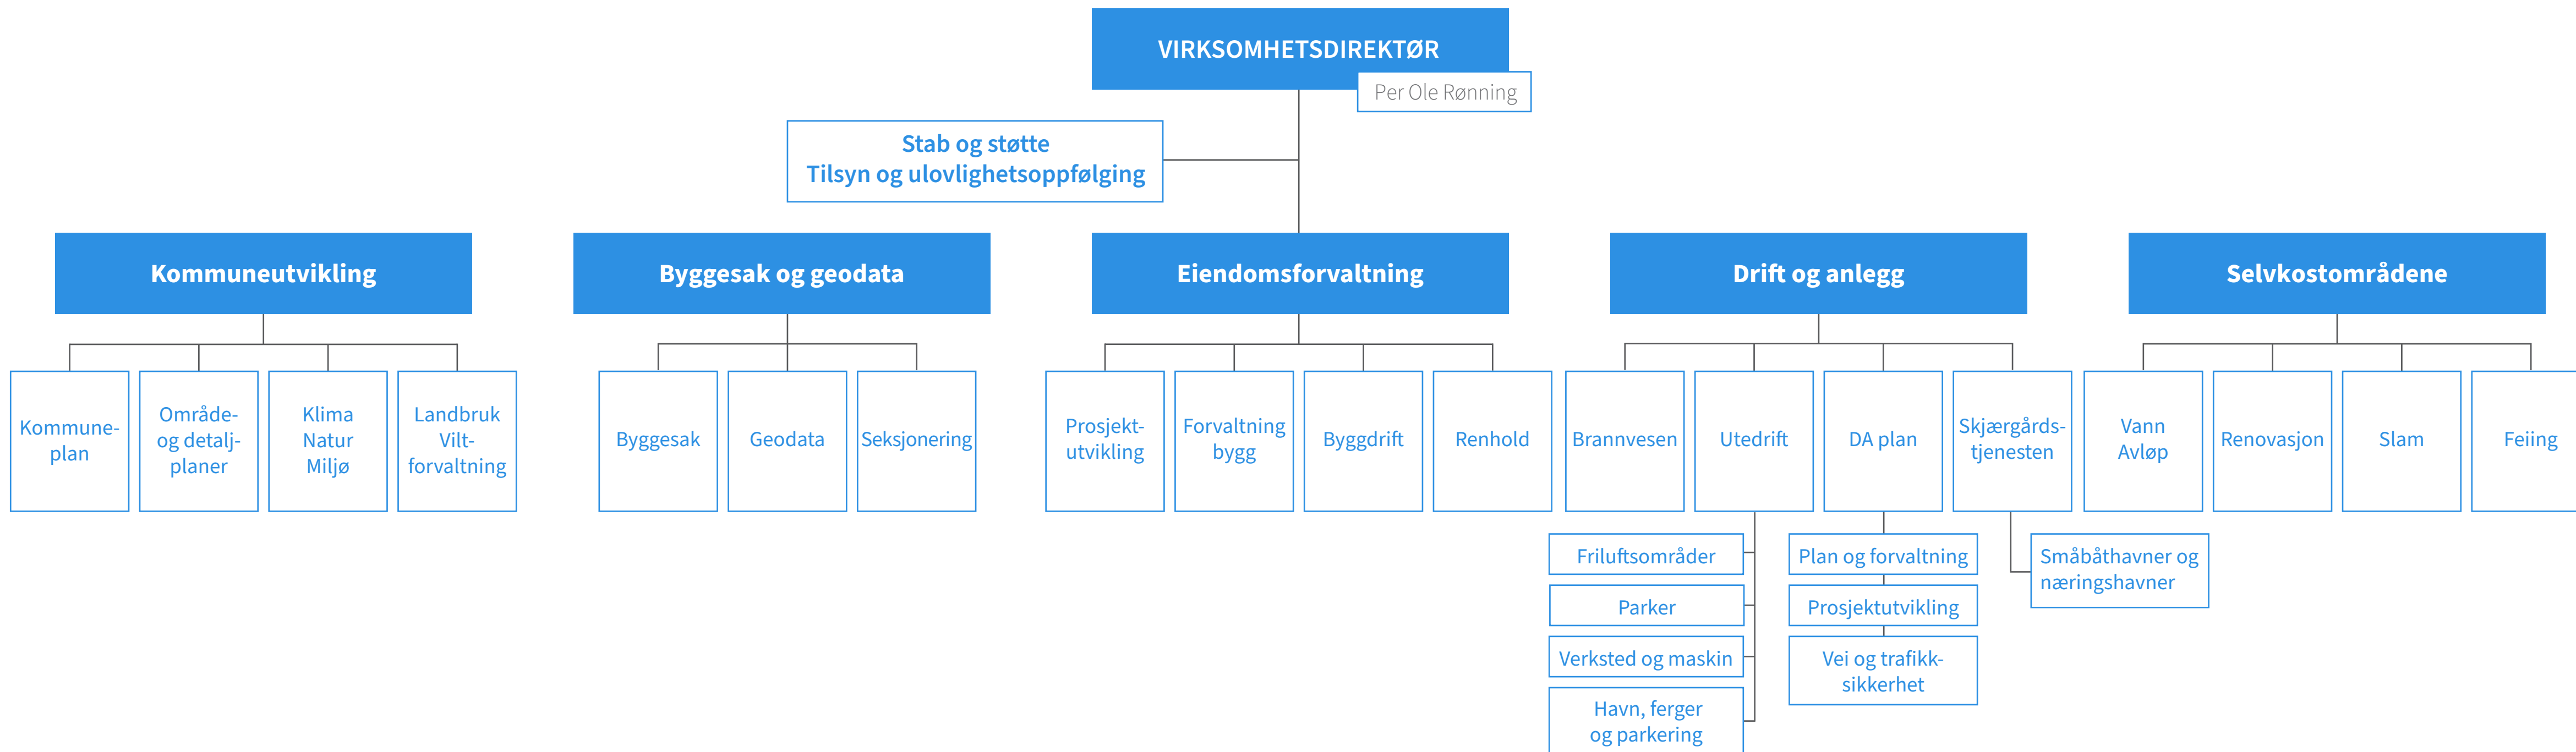 VIRKSOMHETSDIREKTØR
Per Ole Rønning
Stab og støtte
Tilsyn og ulovlighetsoppfølging
Kommuneutvikling
Byggesak og geodata
Eiendomsforvaltning
Drift og anlegg
Selvkostområdene
Kommune-
plan
Område-
og detalj-
planer
Klima
Natur
Miljø
Landbruk
Vilt-
forvaltning
Byggesak
Geodata
Seksjonering
Prosjekt-
utvikling
Forvaltning
bygg
Byggdrift
Renhold
Brannvesen
Utedrift
DA plan
Skjærgårds-
tjenesten
Vann
Avløp
Renovasjon
Slam
Feiing
Friluftsområder
Parker
Verksted og maskin
Havn, ferger
og parkering
Plan og forvaltning
Prosjektutvikling
Vei og trafikk-
sikkerhet
Småbåthavner og
næringshavner